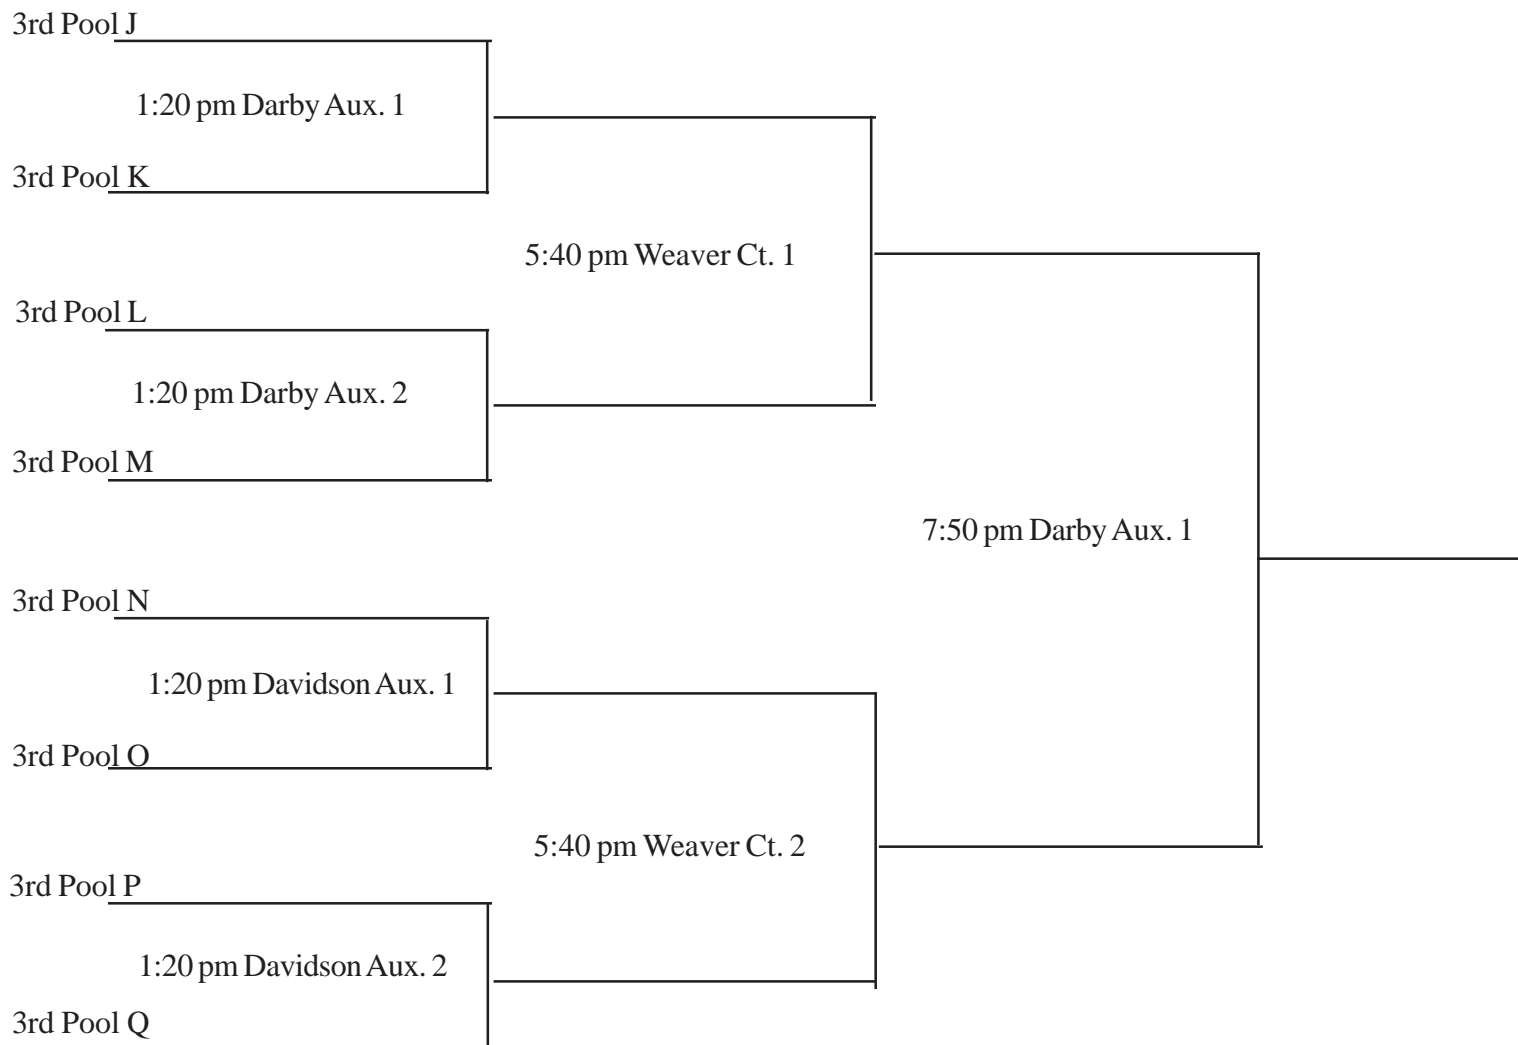 3rd Pool J
1:20 pm Darby Aux. 1
3rd Pool K
5:40 pm Weaver Ct. 1
3rd Pool L
1:20 pm Darby Aux. 2
3rd Pool M
7:50 pm Darby Aux. 1
3rd Pool N
1:20 pm Davidson Aux. 1
3rd Pool O
5:40 pm Weaver Ct. 2
3rd Pool P
1:20 pm Davidson Aux. 2
3rd Pool Q